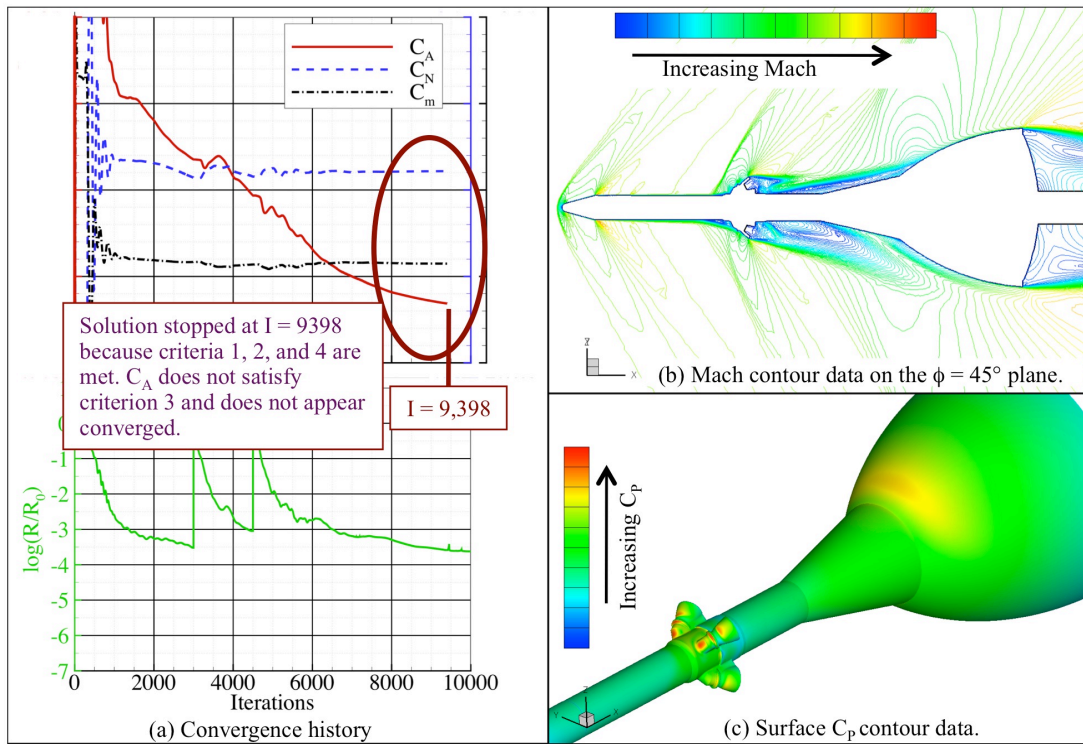 C_A
C_N
C_m
Solution stopped at I = 9398
because criteria 1, 2, and 4 are
met. C_A does not satisfy
criterion 3 and does not appear
converged.
I = 9,398
0
-1
-2
-3
-4
-5
-6
-7
log(R/R₀)
0 2000 4000 6000 8000 10000
Iterations
(a) Convergence history
Increasing Mach
Z
X
(b) Mach contour data on the ϕ = 45° plane.
Increasing C_P
Z
Y
X
(c) Surface C_P contour data.